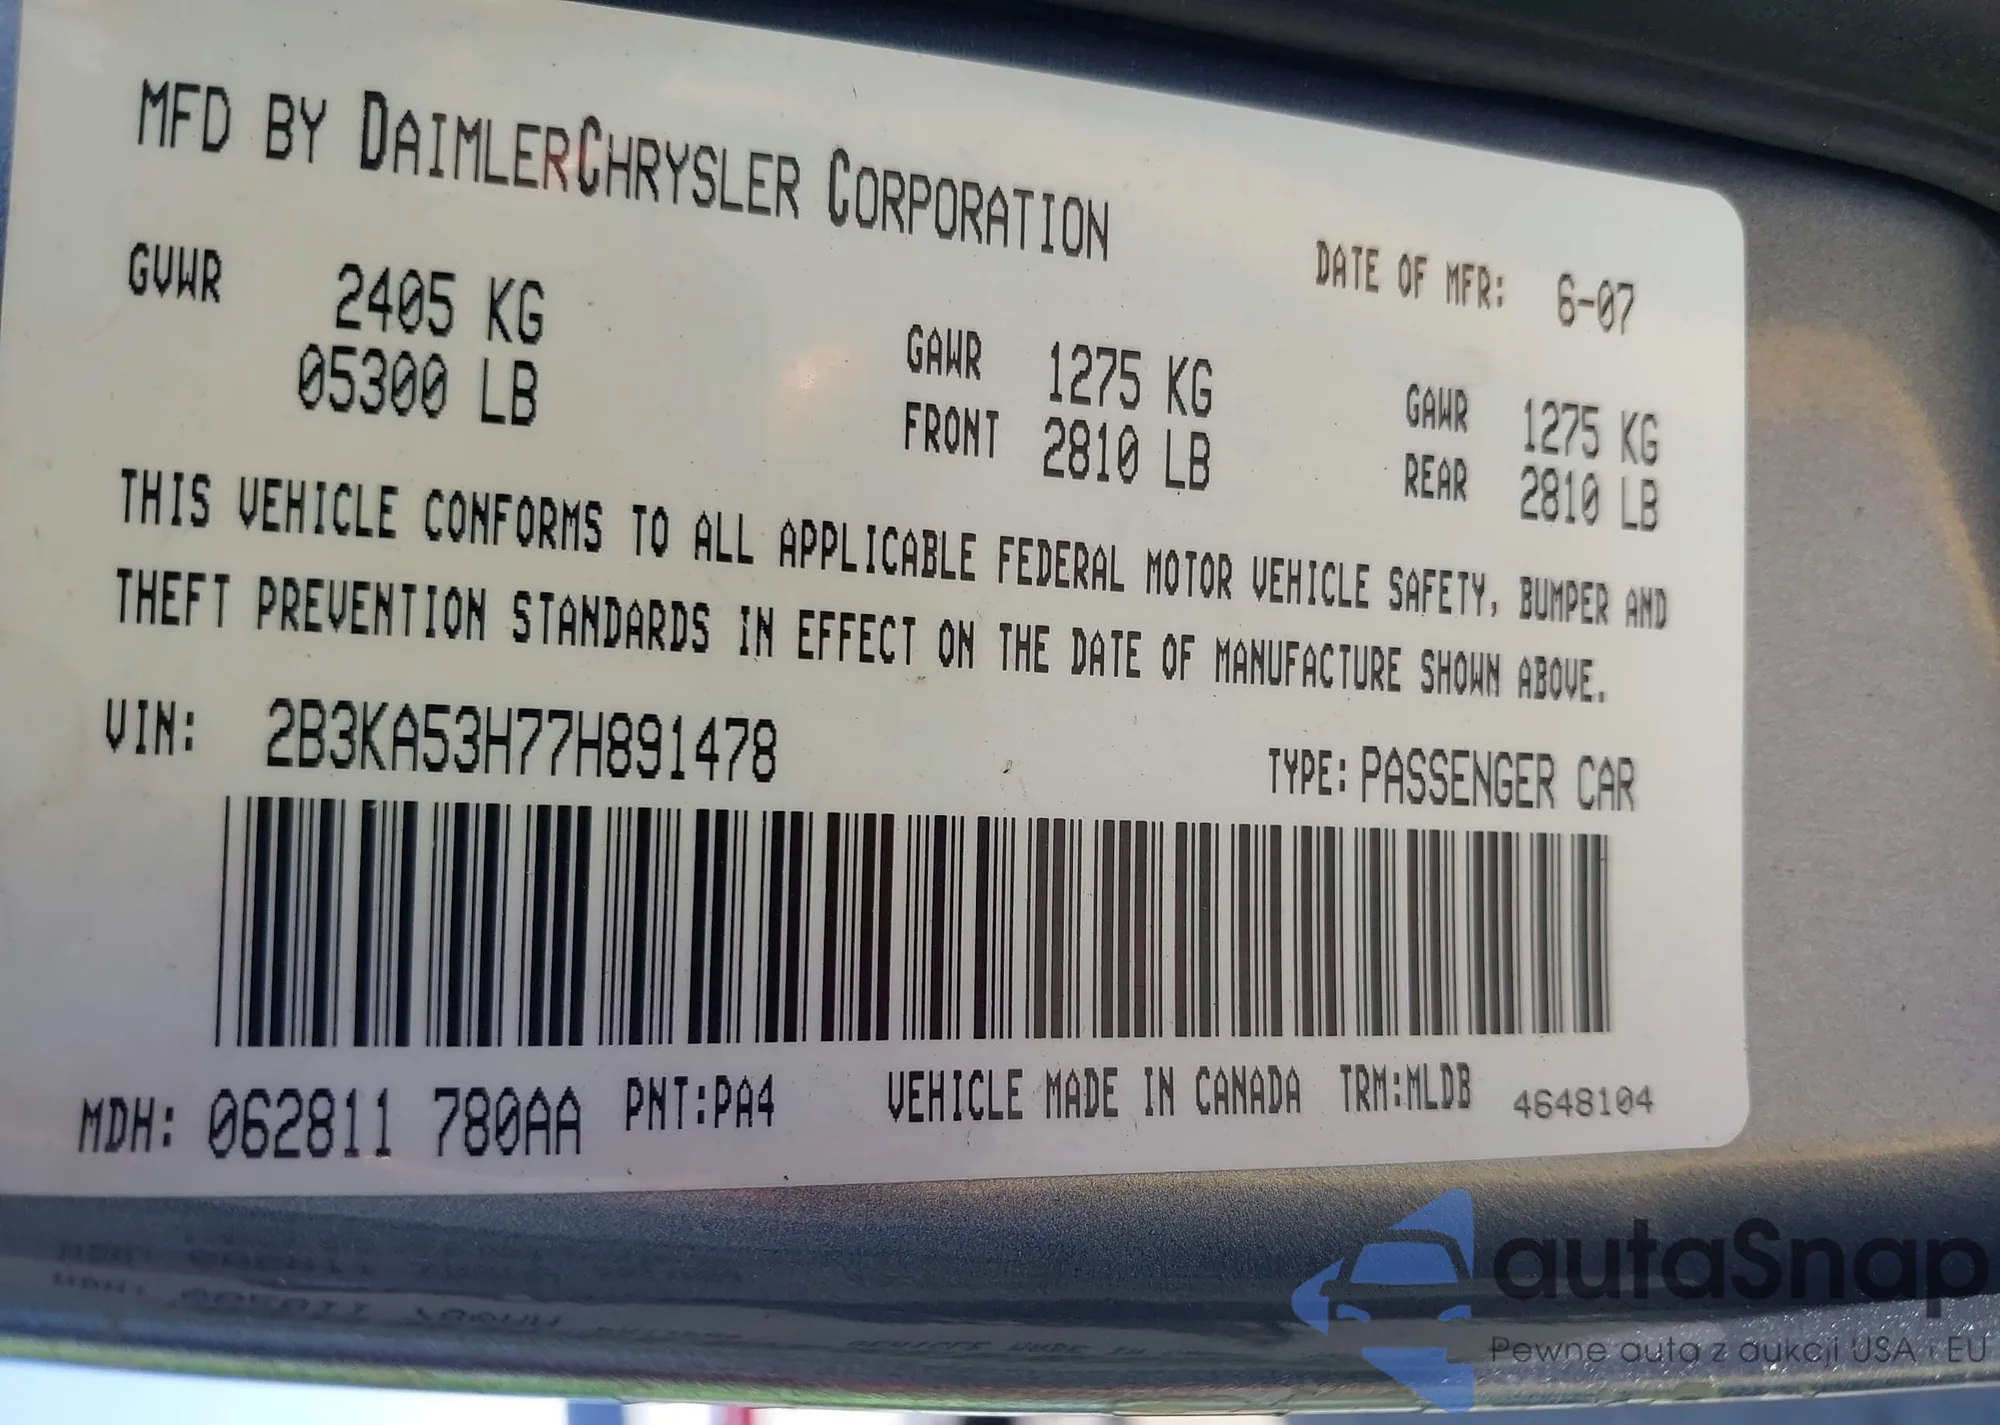 MFD BY DAIMLERCHRYSLER CORPORATION
DATE OF MFR: 6-07
GVWR 2405 KG
05300 LB
GAWR 1275 KG
FRONT 2810 LB
GAWR 1275 KG
REAR 2810 LB
THIS VEHICLE CONFORMS TO ALL APPLICABLE FEDERAL MOTOR VEHICLE SAFETY, BUMPER AND
THEFT PREVENTION STANDARDS IN EFFECT ON THE DATE OF MANUFACTURE SHOWN ABOVE.
VIN: 2B3KA53H77H891478
TYPE: PASSENGER CAR
MDH: 062811 780AA PNT:PA4 VEHICLE MADE IN CANADA TRM:MLDB 4648104
autaSnap
Pewne auta z aukcji USA i EU